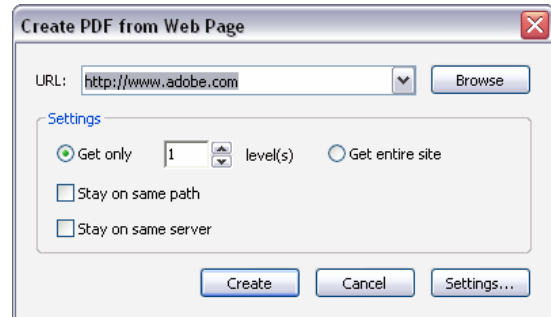 Create PDF from Web Page
URL: http://www.adobe.com Browse
Settings
Get only 1 level(s) Get entire site
Stay on same path
Stay on same server
Create Cancel Settings...